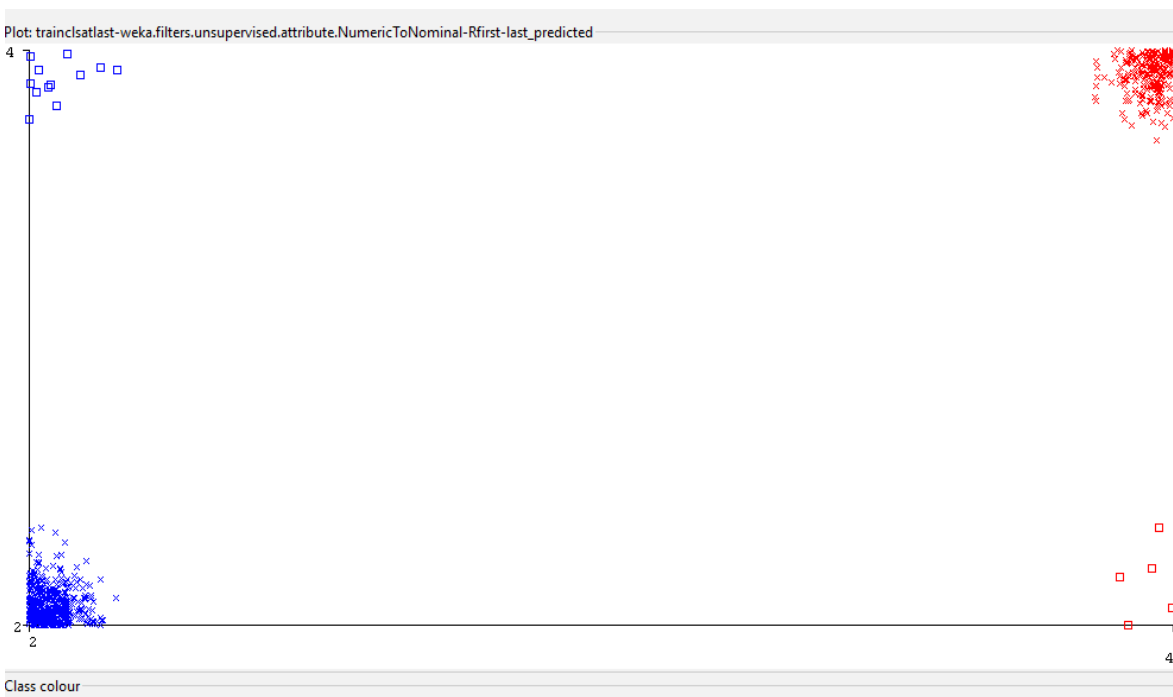 Plot: trainclsatlast-weka.filters.unsupervised.attribute.NumericToNominal-Rfirst-last_predicted
4
2
2
4
Class colour